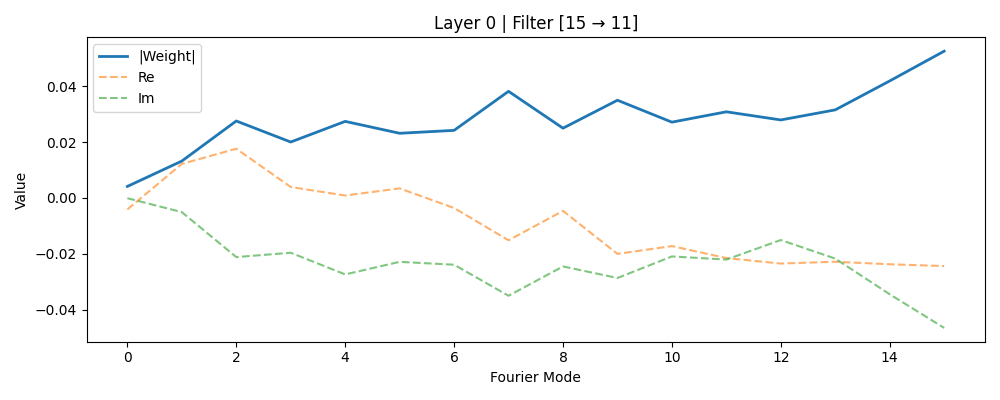 Layer 0 | Filter [15 → 11]
|Weight|
Re
Im
Value
0.04
0.02
0.00
−0.02
−0.04
0 2 4 6 8 10 12 14
Fourier Mode